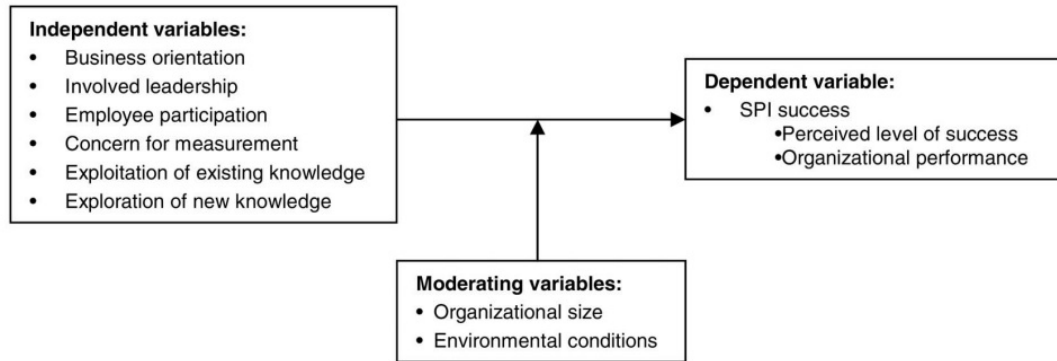 Independent variables:
• Business orientation
• Involved leadership
• Employee participation
• Concern for measurement
• Exploitation of existing knowledge
• Exploration of new knowledge
Dependent variable:
• SPI success
•Perceived level of success
•Organizational performance
Moderating variables:
• Organizational size
• Environmental conditions